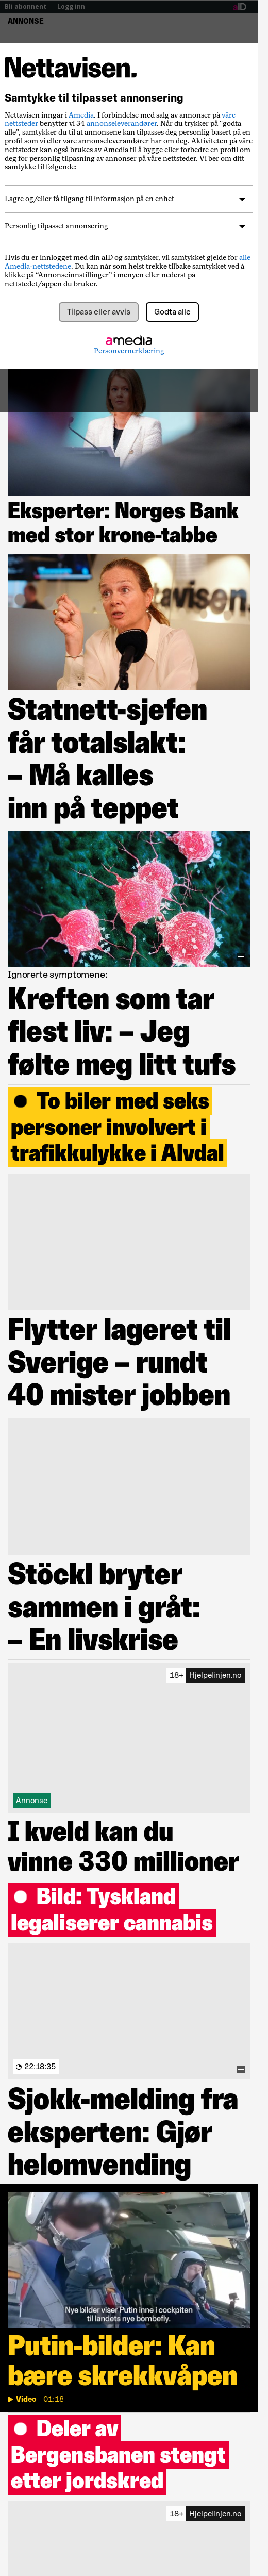 Bli abonnent | Logg inn
aID
ANNONSE
Nettavisen.
Samtykke til tilpasset annonsering
Nettavisen inngår i Amedia. I forbindelse med salg av annonser på våre
nettsteder benytter vi 34 annonseleverandører. Når du trykker på "godta
alle", samtykker du til at annonsene kan tilpasses deg personlig basert på en
profil som vi eller våre annonseleverandører har om deg. Aktiviteten på våre
nettsteder kan også brukes av Amedia til å bygge eller forbedre en profil om
deg for personlig tilpasning av annonser på våre nettsteder. Vi ber om ditt
samtykke til følgende:
Lagre og/eller få tilgang til informasjon på en enhet
Personlig tilpasset annonsering
Hvis du er innlogget med din aID og samtykker, vil samtykket gjelde for alle
Amedia-nettstedene. Du kan når som helst trekke tilbake samtykket ved å
klikke på “Annonseinnstillinger” i menyen eller nederst på
nettstedet/appen du bruker.
Tilpass eller avvis
Godta alle
amedia
Personvernerklæring
Eksperter: Norges Bank
med stor krone-tabbe
Statnett-sjefen
får totalslakt:
– Må kalles
inn på teppet
Ignorerte symptomene:
Kreften som tar
flest liv: – Jeg
følte meg litt tufs
To biler med seks
personer involvert i
trafikkulykke i Alvdal
Flytter lageret til
Sverige – rundt
40 mister jobben
Stöckl bryter
sammen i gråt:
– En livskrise
18+ Hjelpelinjen.no
Annonse
I kveld kan du
vinne 330 millioner
Bild: Tyskland
legaliserer cannabis
22:18:35
Sjokk-melding fra
eksperten: Gjør
helomvending
Nye bilder viser Putin inne i cockpiten
til landets nye bombefly.
Putin-bilder: Kan
bære skrekkvåpen
Video | 01:18
Deler av
Bergensbanen stengt
etter jordskred
18+ Hjelpelinjen.no